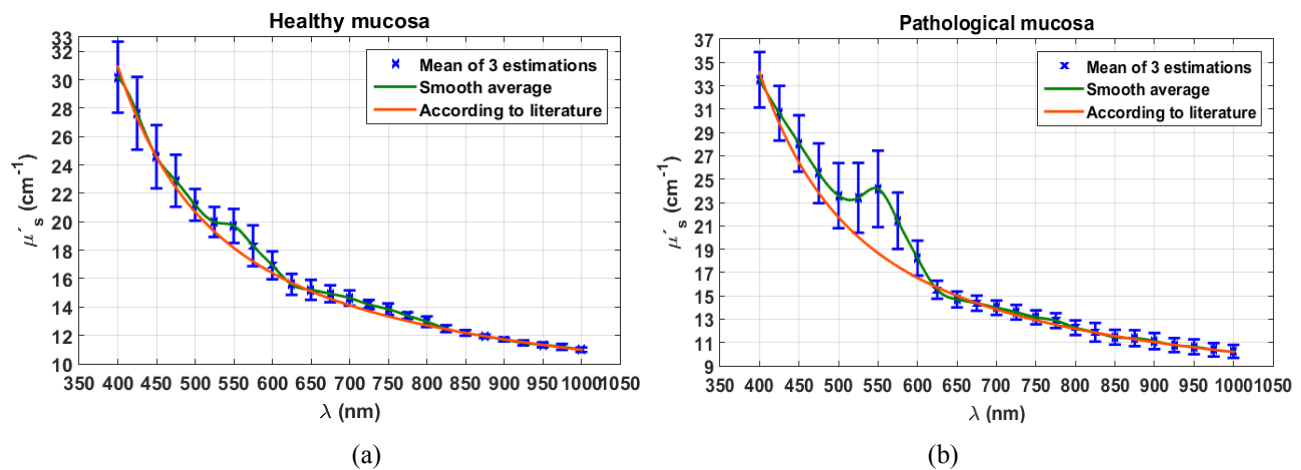 Healthy mucosa
33
32
30
28
26
24
22
20
18
16
14
12
10
μ´s (cm-1)
Mean of 3 estimations
Smooth average
According to literature
350 400 450 500 550 600 650 700 750 800 850 900 950 1000 1050
λ (nm)
(a)
Pathological mucosa
37
35
33
31
29
27
25
23
21
19
17
15
13
11
9
μ´s (cm-1)
Mean of 3 estimations
Smooth average
According to literature
350 400 450 500 550 600 650 700 750 800 850 900 950 1000 1050
λ (nm)
(b)